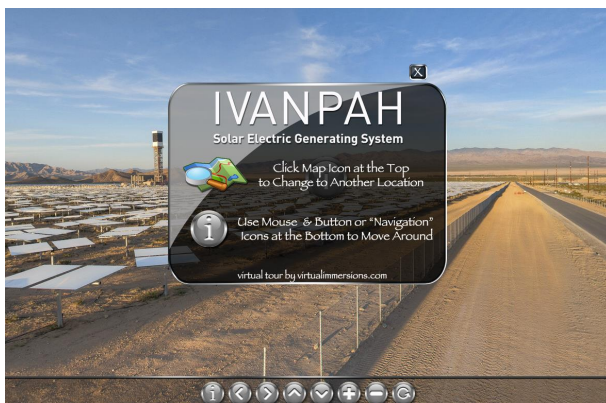 X
IVANPAH
Solar Electric Generating System
Click Map Icon at the Top
to Change to Another Location
i
Use Mouse & Button or "Navigation"
Icons at the Bottom to Move Around
virtual tour by virtualimmersions.com
i